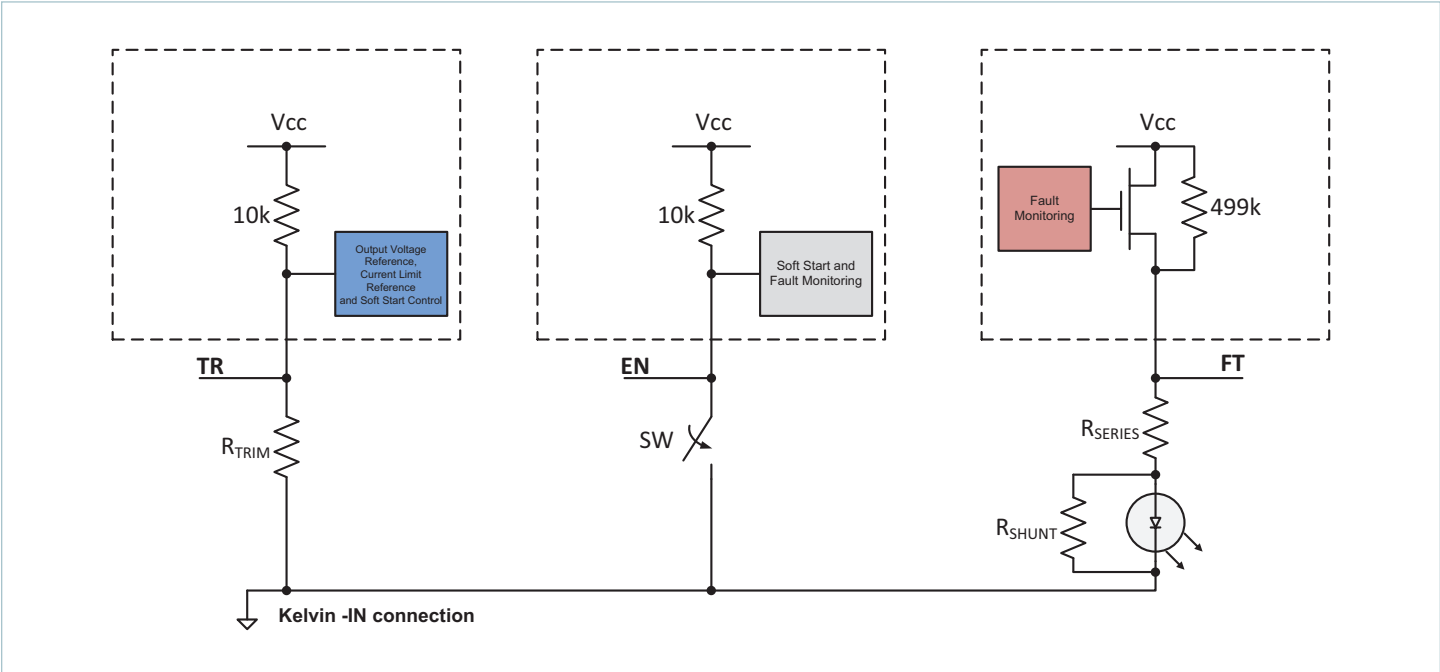 Vcc
10k
Output Voltage
Reference,
Current Limit
Reference
and Soft Start Control
TR
RTRIM
Vcc
10k
Soft Start and
Fault Monitoring
EN
SW
Vcc
Fault
Monitoring
499k
FT
RSERIES
RSHUNT
Kelvin -IN connection